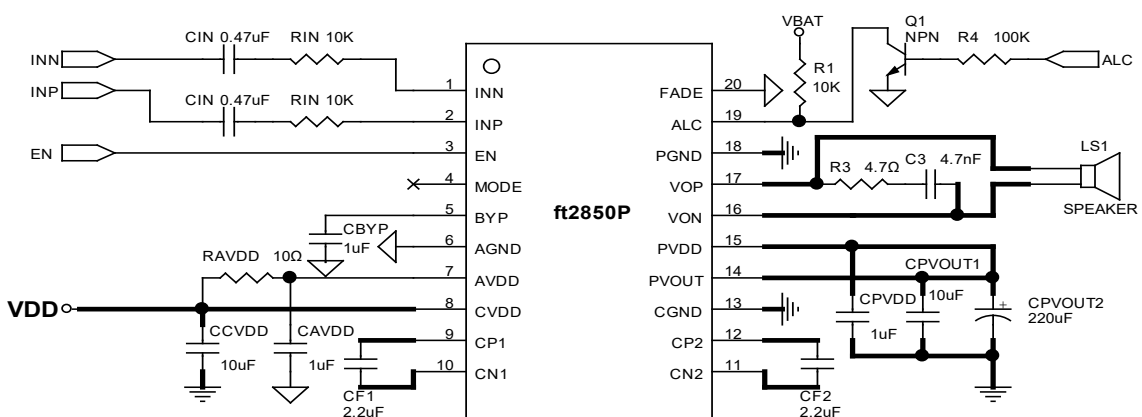 INN
CIN 0.47uF RIN 10K
INP
CIN 0.47uF RIN 10K
EN
VBAT
R1
10K
Q1
NPN
R4 100K
ALC
1 INN
2 INP
3 EN
4 MODE
5 BYP
6 AGND
7 AVDD
8 CVDD
9 CP1
10 CN1
ft2850P
FADE 20
ALC 19
PGND 18
VOP 17
VON 16
PVDD 15
PVOUT 14
CGND 13
CP2 12
CN2 11
CBYP
1uF
RAVDD 10Ω
VDD
CCVDD
10uF
CAVDD
1uF
CF1
2.2uF
R3 4.7Ω
C3 4.7nF
LS1
SPEAKER
CPVDD
1uF
CPVOUT1
10uF
+
CPVOUT2
220uF
CF2
2.2uF